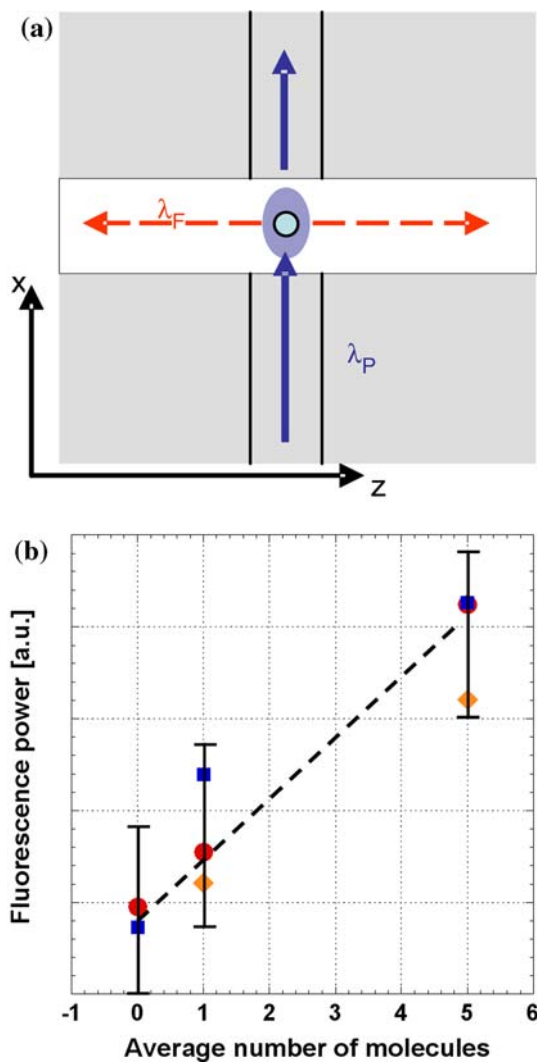 (a)
λF
x
λP
z
(b)
Fluorescence power [a.u.]
-1 0 1 2 3 4 5 6
Average number of molecules